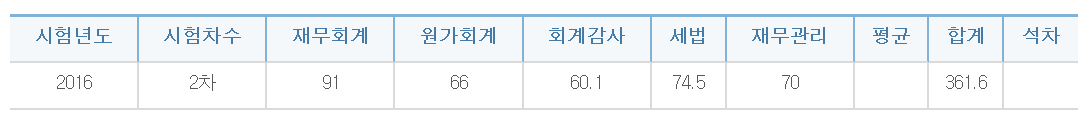 시험년도 시험차수 재무회계 원가회계 회계감사 세법 재무관리 평균 합계 석차
2016 2차 91 66 60.1 74.5 70 361.6